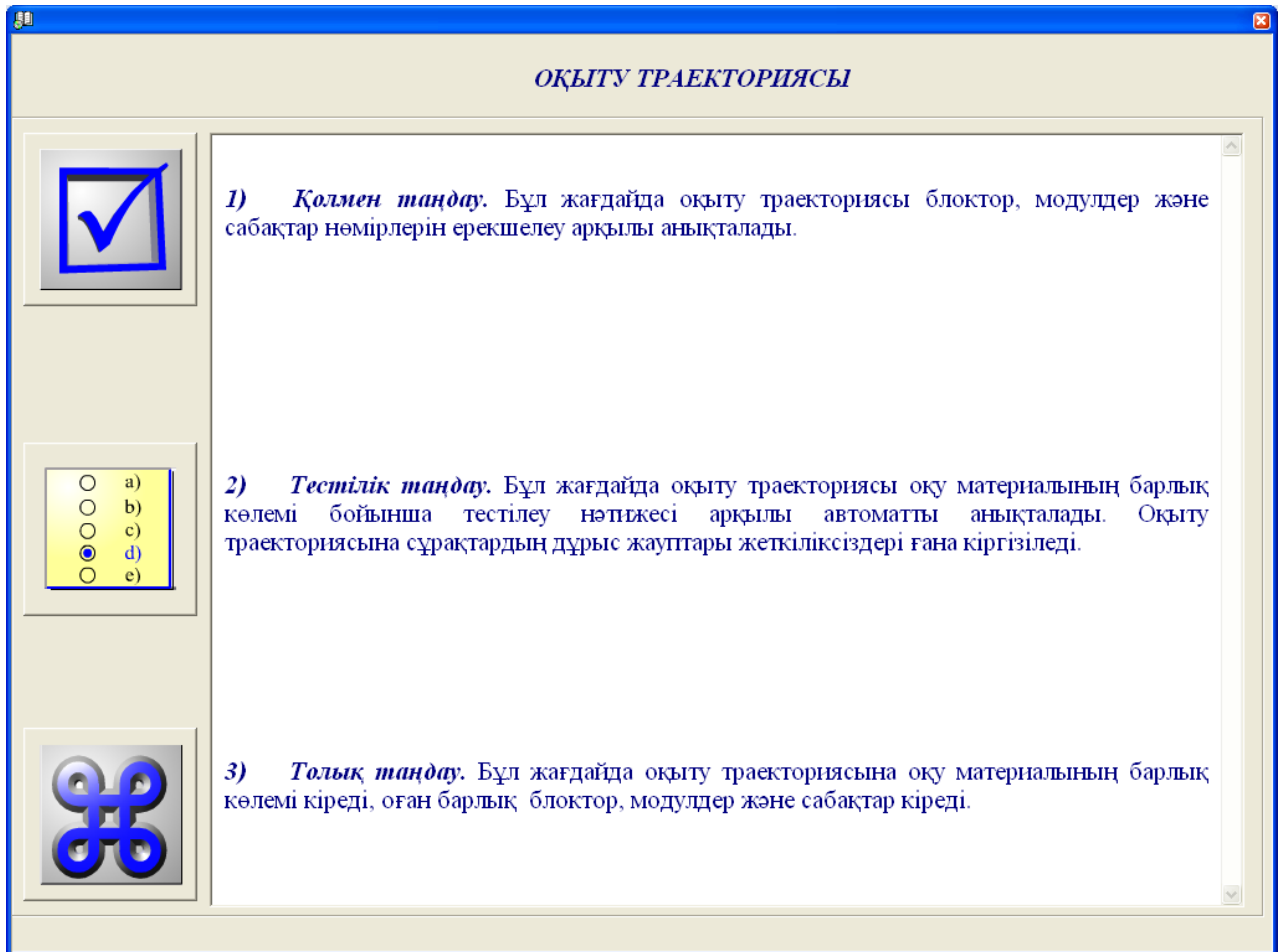 ОҚЫТУ ТРАЕКТОРИЯСЫ
1) Қолмен таңдау. Бұл жағдайда оқыту траекториясы блоктор, модулдер және
сабақтар нөмірлерін ерекшелеу арқылы анықталады.
a)
b)
c)
d)
e)
2) Тестілік таңдау. Бұл жағдайда оқыту траекториясы оқу материалының барлық
көлемі бойынша тестілеу нәтижесі арқылы автоматты анықталады. Оқыту
траекториясына сұрақтардың дұрыс жауптары жеткіліксіздері ғана кіргізіледі.
3) Толық таңдау. Бұл жағдайда оқыту траекториясына оқу материалының барлық
көлемі кіреді, оған барлық блоктор, модулдер және сабақтар кіреді.